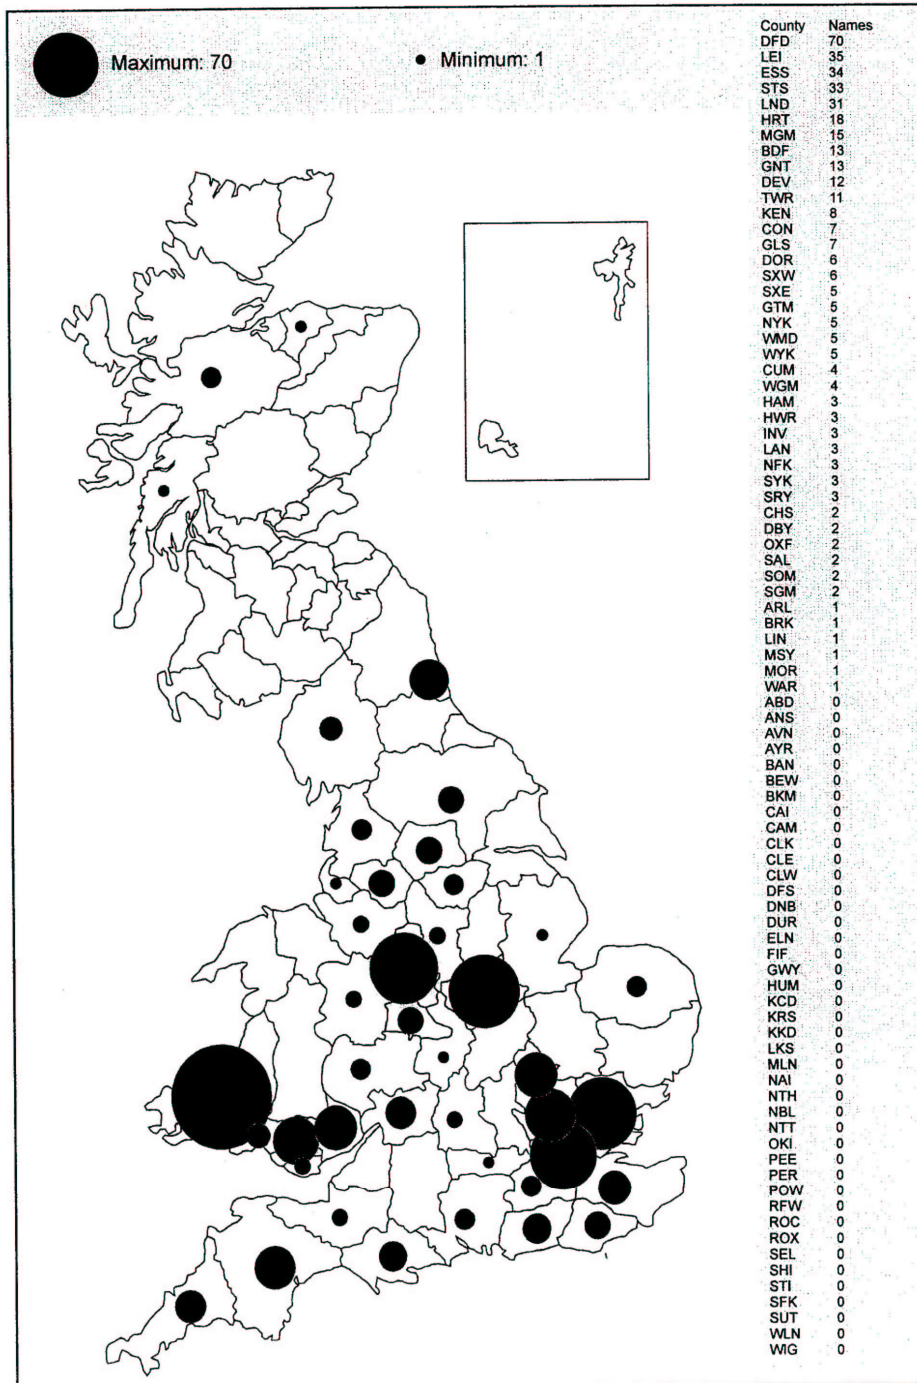 Maximum: 70
Minimum: 1
County Names
DFD 70
LEI 35
ESS 34
STS 33
LND 31
HRT 18
MGM 15
BDF 13
GNT 13
DEV 12
TWR 11
KEN 8
CON 7
GLS 7
DOR 6
SXW 6
SXE 5
GTM 5
NYK 5
WMD 5
WYK 5
CUM 4
WGM 4
HAM 3
HWR 3
INV 3
LAN 3
NFK 3
SYK 3
SRY 3
CHS 2
DBY 2
OXF 2
SAL 2
SOM 2
SGM 2
ARL 1
BRK 1
LIN 1
MSY 1
MOR 1
WAR 1
ABD 0
ANS 0
AVN 0
AYR 0
BAN 0
BEW 0
BKM 0
CAI 0
CAM 0
CLK 0
CLE 0
CLW 0
DFS 0
DNB 0
DUR 0
ELN 0
FIF 0
GWY 0
HUM 0
KCD 0
KRS 0
KKD 0
LKS 0
MLN 0
NAI 0
NTH 0
NBL 0
NTT 0
OKI 0
PEE 0
PER 0
POW 0
RFW 0
ROC 0
ROX 0
SEL 0
SHI 0
STI 0
SFK 0
SUT 0
WLN 0
WIG 0